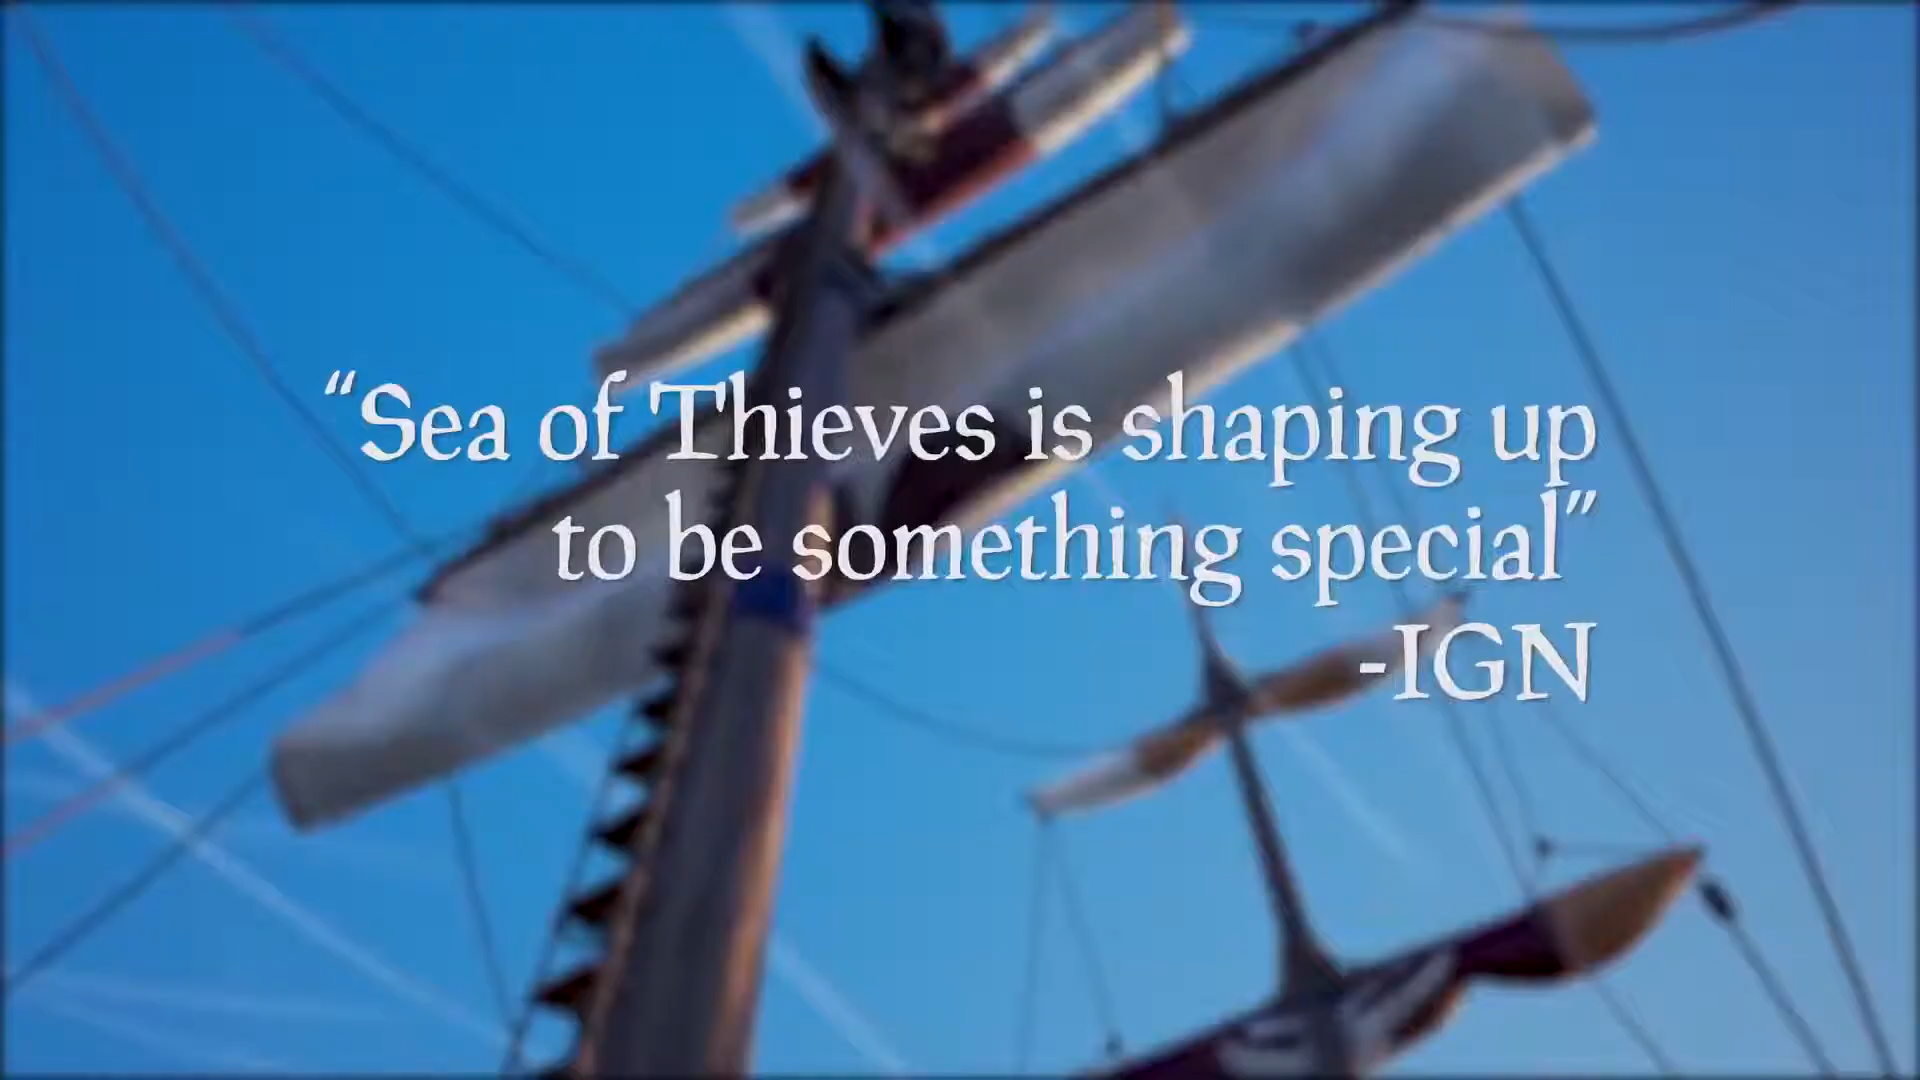 “Sea of Thieves is shaping up
to be something special”
-IGN